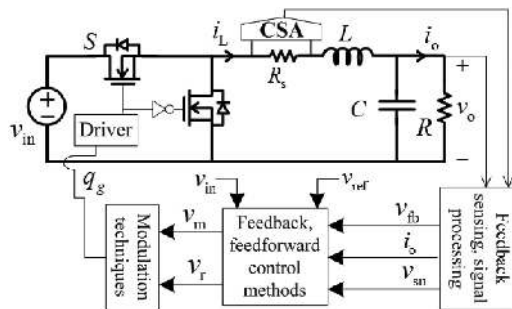 S
i_L
CSA
L
i_o
R_s
+
v_in
Driver
C
R
v_o
−
q_g
v_in
v_ref
Modulation techniques
v_m
v_r
Feedback,
feedforward
control
methods
v_fb
i_o
v_sn
Feedback
sensing, signal
processing